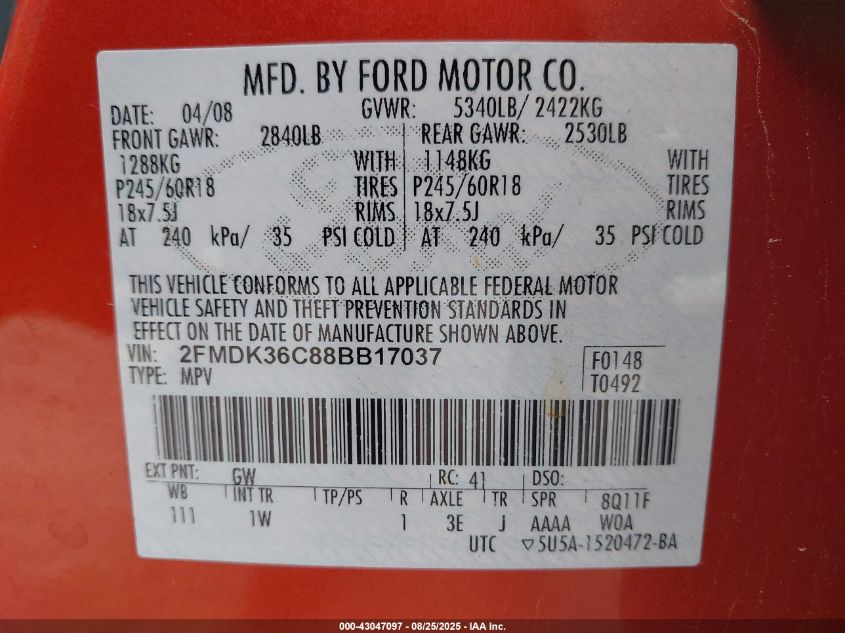 MFD. BY FORD MOTOR CO.
DATE: 04/08 GVWR: 5340LB/ 2422KG
FRONT GAWR: 2840LB REAR GAWR: 2530LB
1288KG WITH 1148KG WITH
P245/60R18 TIRES P245/60R18 TIRES
18x7.5J RIMS 18x7.5J RIMS
AT 240 kPa/ 35 PSI COLD AT 240 kPa/ 35 PSI COLD
THIS VEHICLE CONFORMS TO ALL APPLICABLE FEDERAL MOTOR
VEHICLE SAFETY AND THEFT PREVENTION STANDARDS IN
EFFECT ON THE DATE OF MANUFACTURE SHOWN ABOVE.
VIN: 2FMDK36C88BB17037 F0148
TYPE: MPV T0492
EXT PNT: GW RC: 41 DSO:
WB INT TR TP/PS R AXLE TR SPR 8Q11F
111 1W 1 3E J AAAA WOA
UTC ▽5U5A-1520472-BA
000-43047097 - 08/25/2025 - IAA Inc.